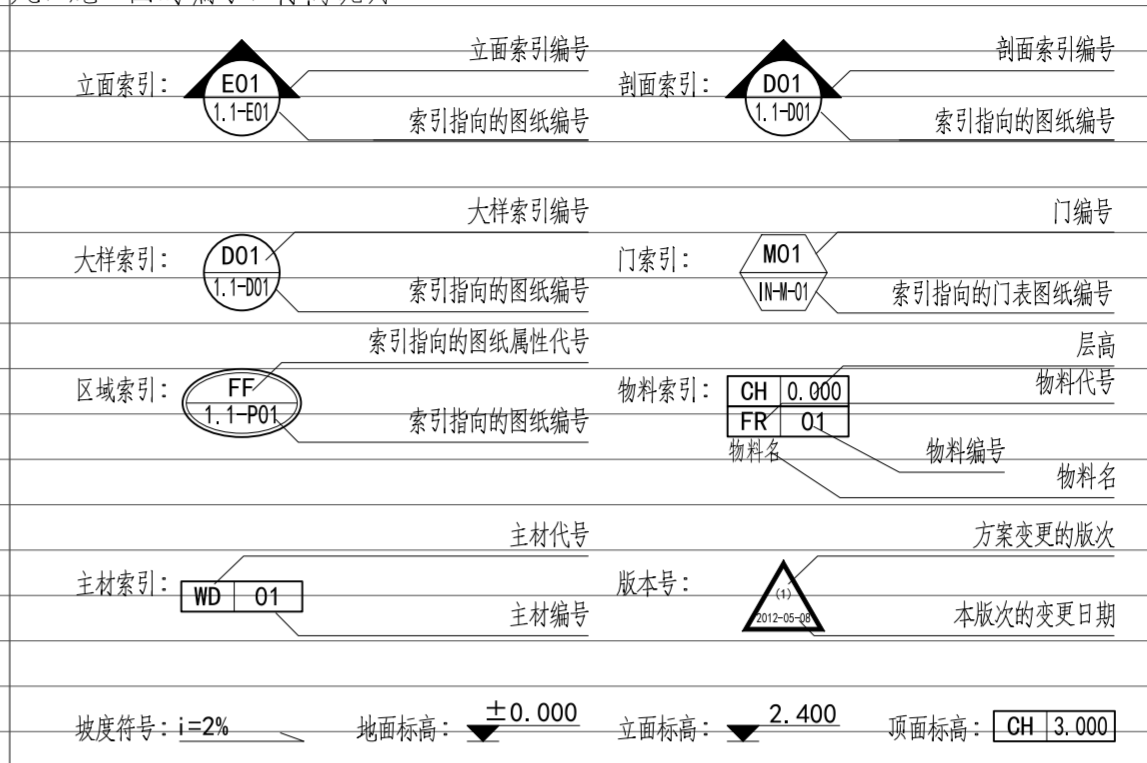 立面索引： E01 1.1-E01 立面索引编号 索引指向的图纸编号
剖面索引： D01 1.1-D01 剖面索引编号 索引指向的图纸编号
大样索引： D01 1.1-D01 大样索引编号 索引指向的图纸编号
门索引： M01 IN-M-01 门编号 索引指向的门表图纸编号
区域索引： FF 1.1-P01 索引指向的图纸属性代号 索引指向的图纸编号
物料索引： CH 0.000 FR 01 物料名 层高 物料代号 物料编号 物料名
主材索引： WD 01 主材代号 主材编号
版本号： (1) 2012-05-08 方案变更的版次 本版次的变更日期
坡度符号：i=2% 地面标高： ±0.000 立面标高： 2.400 顶面标高： CH 3.000